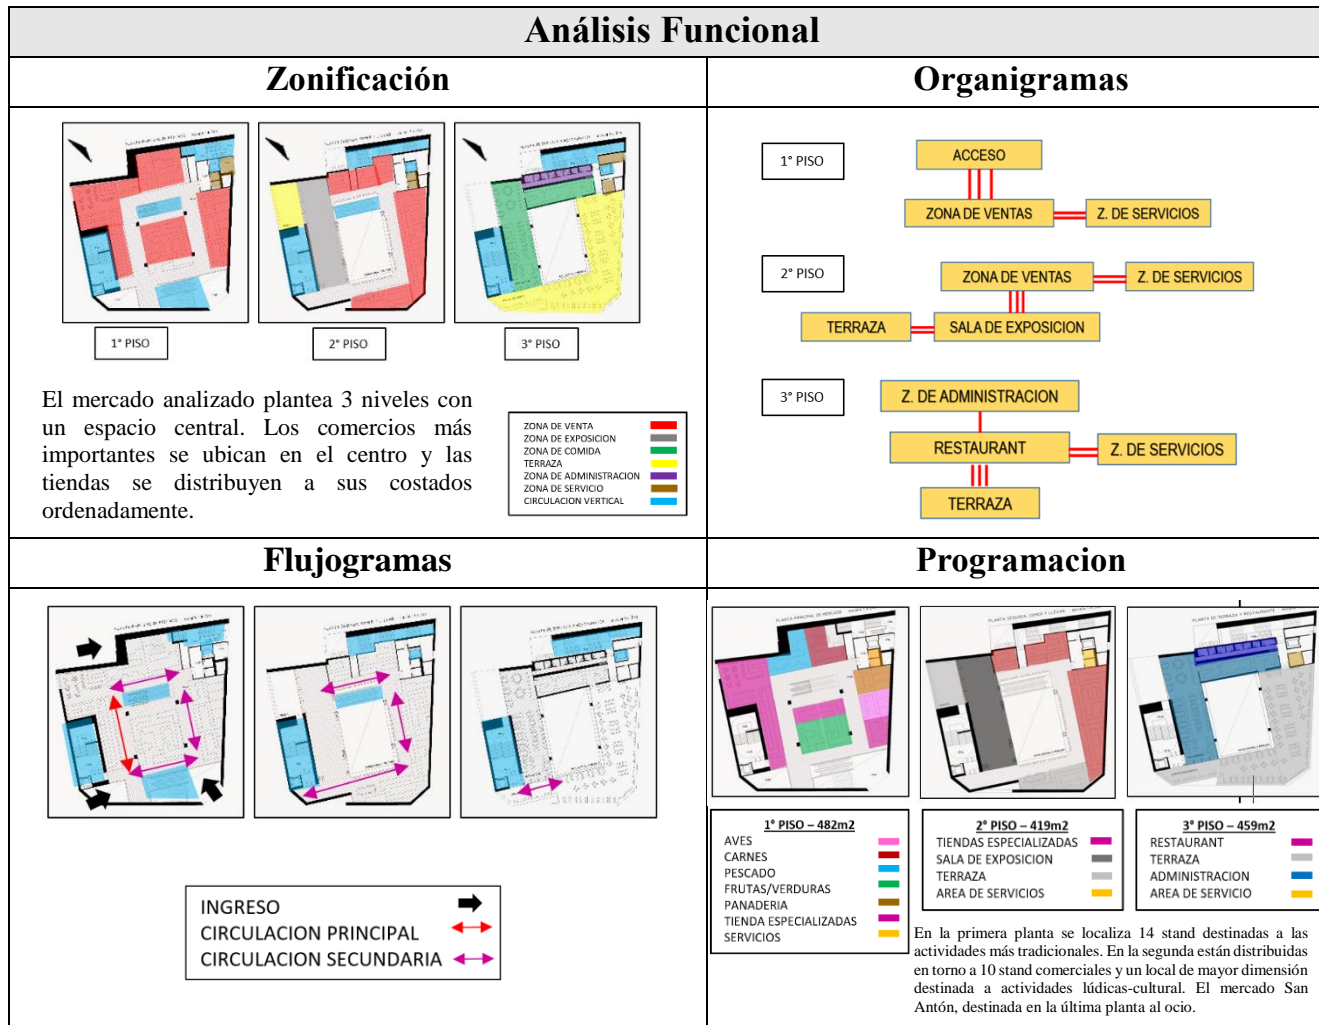 Análisis Funcional
Zonificación
1° PISO
2° PISO
3° PISO
El mercado analizado plantea 3 niveles con
un espacio central. Los comercios más
importantes se ubican en el centro y las
tiendas se distribuyen a sus costados
ordenadamente.
ZONA DE VENTA
ZONA DE EXPOSICION
ZONA DE COMIDA
TERRAZA
ZONA DE ADMINISTRACION
ZONA DE SERVICIO
CIRCULACION VERTICAL
Organigramas
1° PISO
ACCESO
ZONA DE VENTAS
Z. DE SERVICIOS
2° PISO
ZONA DE VENTAS
Z. DE SERVICIOS
TERRAZA
SALA DE EXPOSICION
3° PISO
Z. DE ADMINISTRACION
RESTAURANT
Z. DE SERVICIOS
TERRAZA
Flujogramas
INGRESO
CIRCULACION PRINCIPAL
CIRCULACION SECUNDARIA
Programacion
1° PISO – 482m2
AVES
CARNES
PESCADO
FRUTAS/VERDURAS
PANADERIA
TIENDA ESPECIALIZADAS
SERVICIOS
2° PISO – 419m2
TIENDAS ESPECIALIZADAS
SALA DE EXPOSICION
TERRAZA
AREA DE SERVICIOS
3° PISO – 459m2
RESTAURANT
TERRAZA
ADMINISTRACION
AREA DE SERVICIO
En la primera planta se localiza 14 stand destinadas a las
actividades más tradicionales. En la segunda están distribuidas
en torno a 10 stand comerciales y un local de mayor dimensión
destinada a actividades lúdicas-cultural. El mercado San
Antón, destinada en la última planta al ocio.